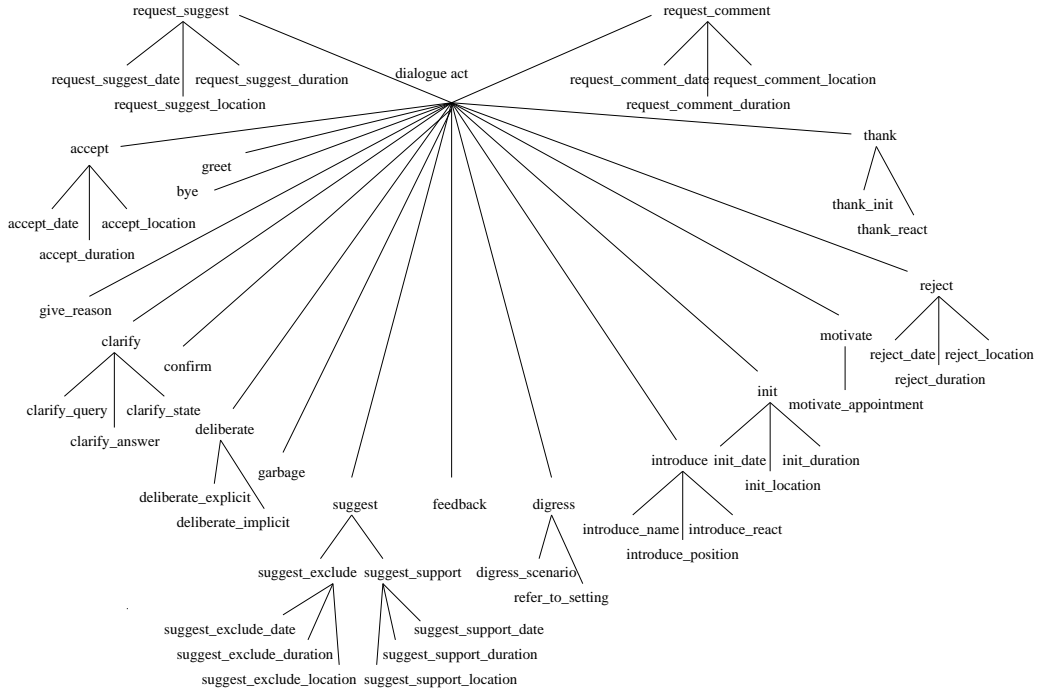 request_suggest
request_comment
dialogue act
request_suggest_date
request_suggest_duration
request_suggest_location
request_comment_date
request_comment_location
request_comment_duration
accept
greet
bye
thank
thank_init
thank_react
accept_date
accept_location
accept_duration
give_reason
clarify
confirm
reject
reject_date
reject_location
reject_duration
motivate
motivate_appointment
clarify_query
clarify_state
clarify_answer
deliberate
garbage
deliberate_explicit
deliberate_implicit
init
init_date
init_duration
init_location
introduce
introduce_name
introduce_react
introduce_position
suggest
feedback
digress
suggest_exclude
suggest_support
digress_scenario
refer_to_setting
suggest_exclude_date
suggest_exclude_duration
suggest_exclude_location
suggest_support_date
suggest_support_duration
suggest_support_location